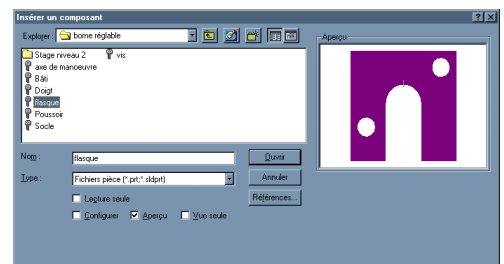 Insérer un composant
Explorer : borne réglable
Aperçu
Stage niveau 2
vis
axe de manoeuvre
Bâti
Doigt
flasque
Poussoir
Socle
Nom : flasque
Ouvrir
Type : Fichiers pièce (*.prt;*.sldprt)
Annuler
Lecture seule
Références...
Configurer
Aperçu
Vue seule